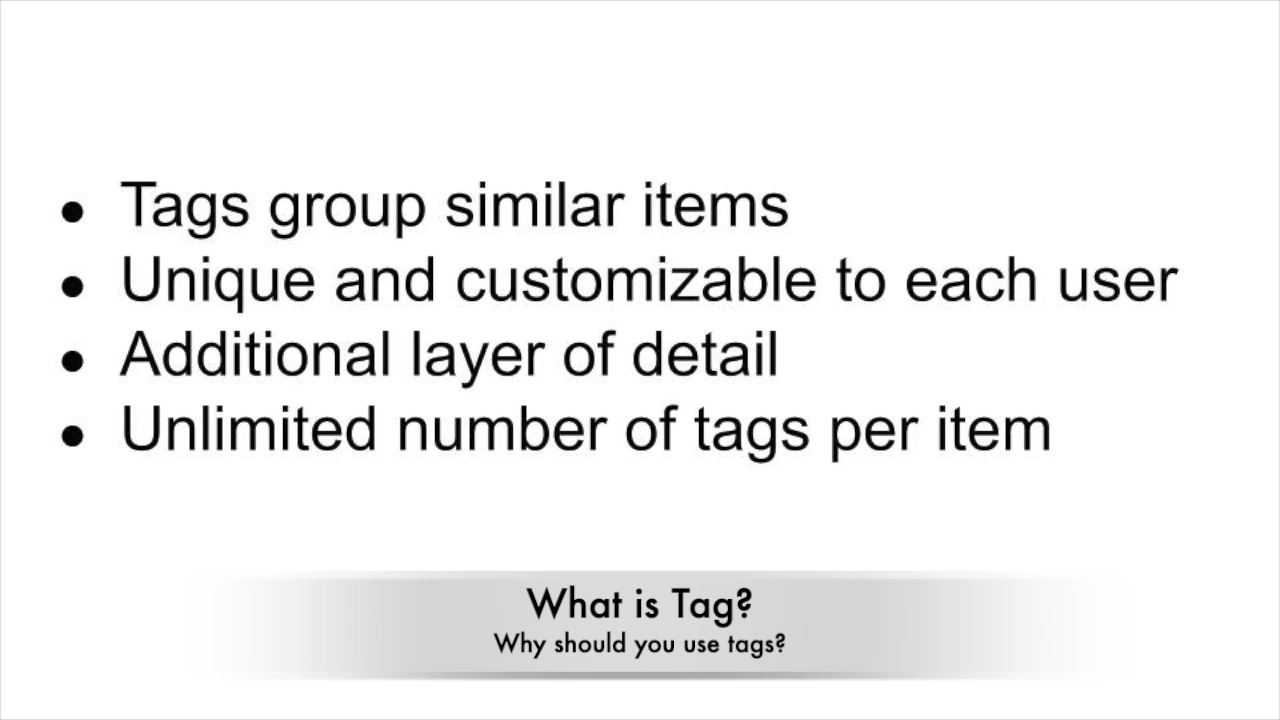 • Tags group similar items
• Unique and customizable to each user
• Additional layer of detail
• Unlimited number of tags per item
What is Tag?
Why should you use tags?